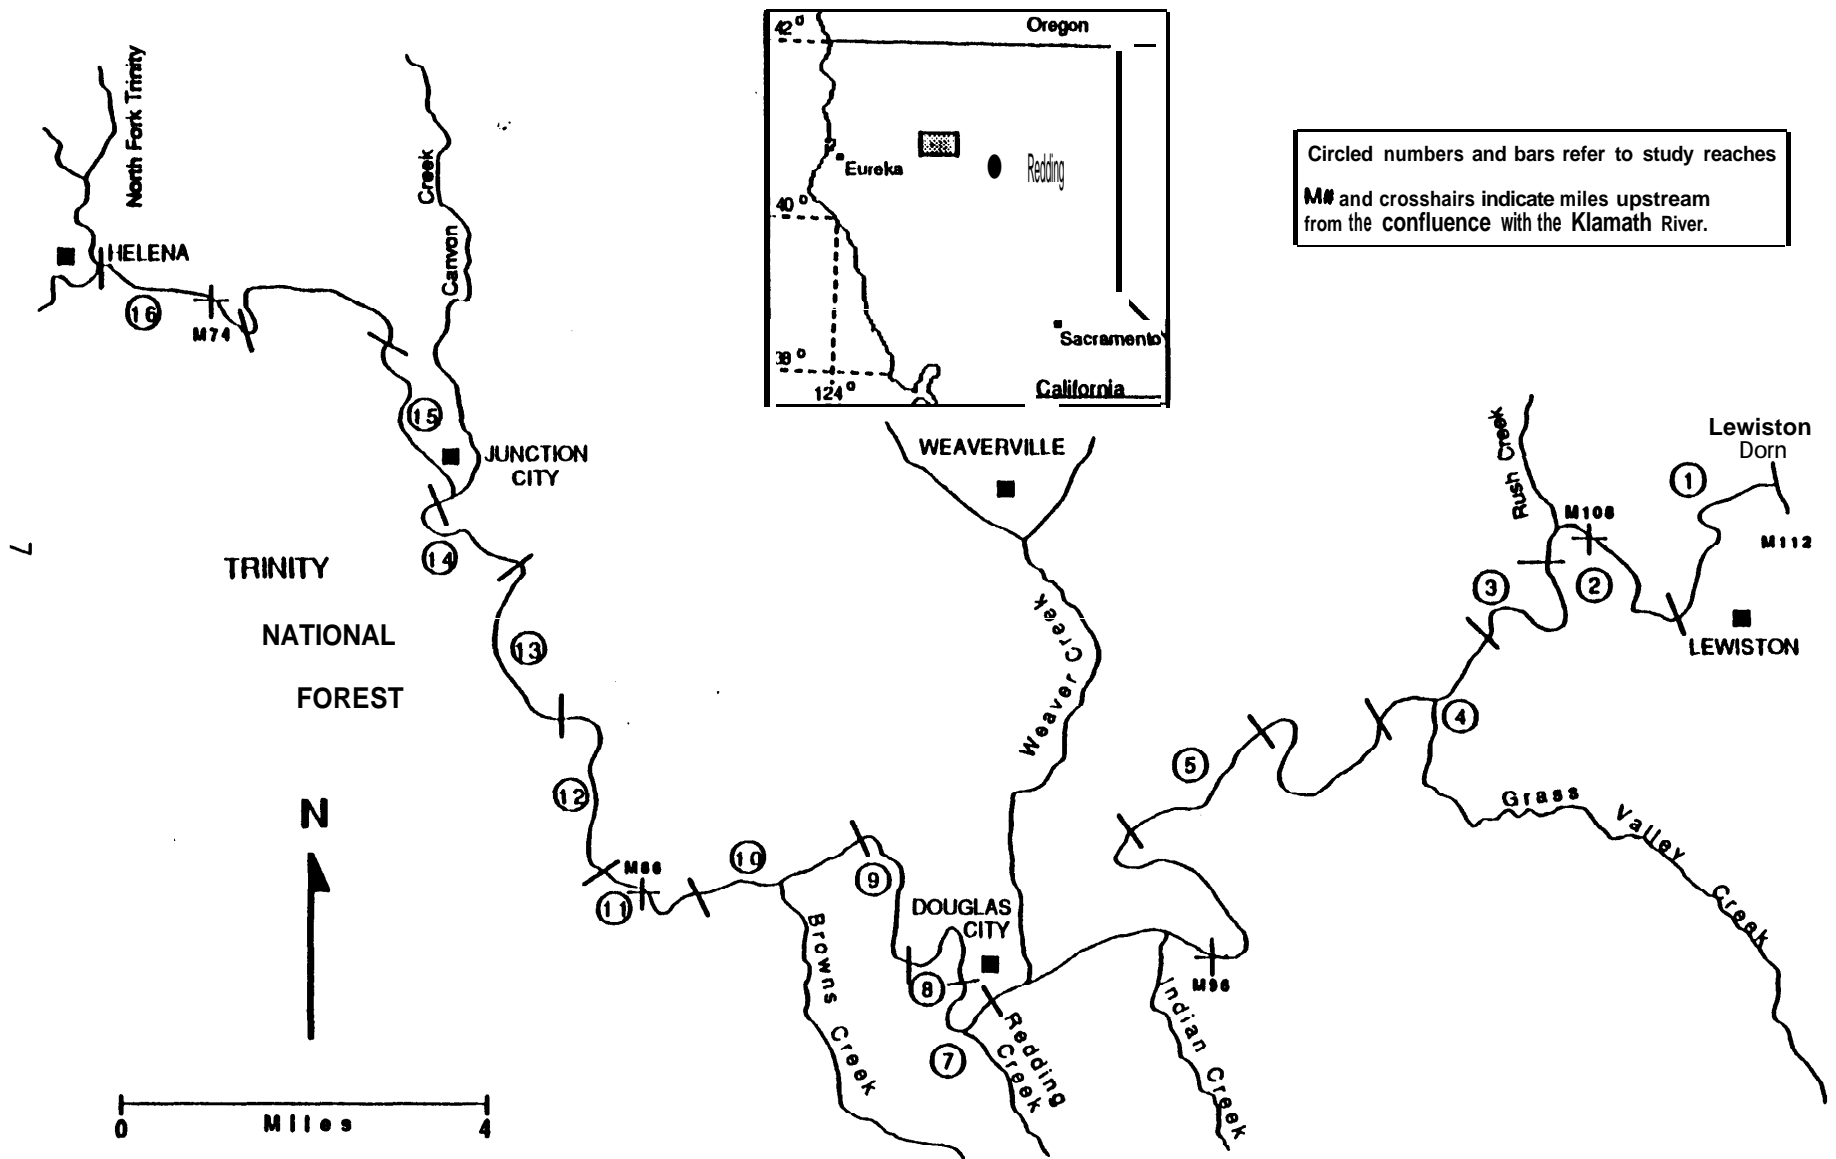 42°
Oregon
Eureka
Redding
40°
Sacramento
38°
124°
California
Circled numbers and bars refer to study reaches
M# and crosshairs indicate miles upstream
from the confluence with the Klamath River.
North Fork Trinity
HELENA
16
M74
Canyon Creek
15
JUNCTION
CITY
14
TRINITY
NATIONAL
FOREST
13
12
N
M86
11
10
9
DOUGLAS
CITY
8
7
Browns Creek
Redding
Creek
WEAVERVILLE
Weaver Creek
Indian Creek
M96
5
4
Grass Valley Creek
3
2
Rush Creek
M108
1
Lewiston
Dorn
M112
LEWISTON
0 Miles 4
7